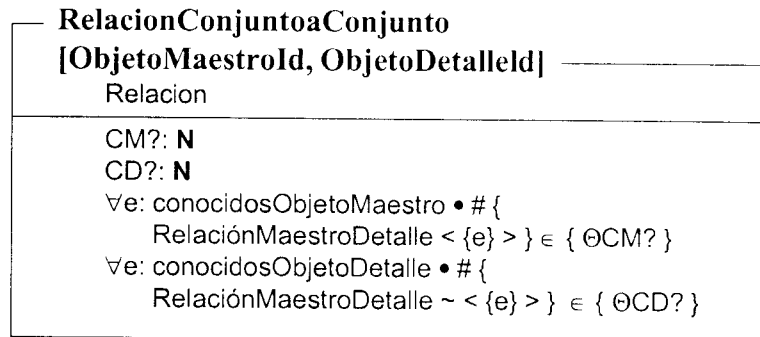 RelacionConjuntoaConjunto
[ObjetoMaestroId, ObjetoDetalleId]
Relacion
CM?: N
CD?: N
∀e: conocidosObjetoMaestro • # {
RelaciónMaestroDetalle < {e} > } ∈ { ΘCM? }
∀e: conocidosObjetoDetalle • # {
RelaciónMaestroDetalle ~ < {e} > } ∈ { ΘCD? }